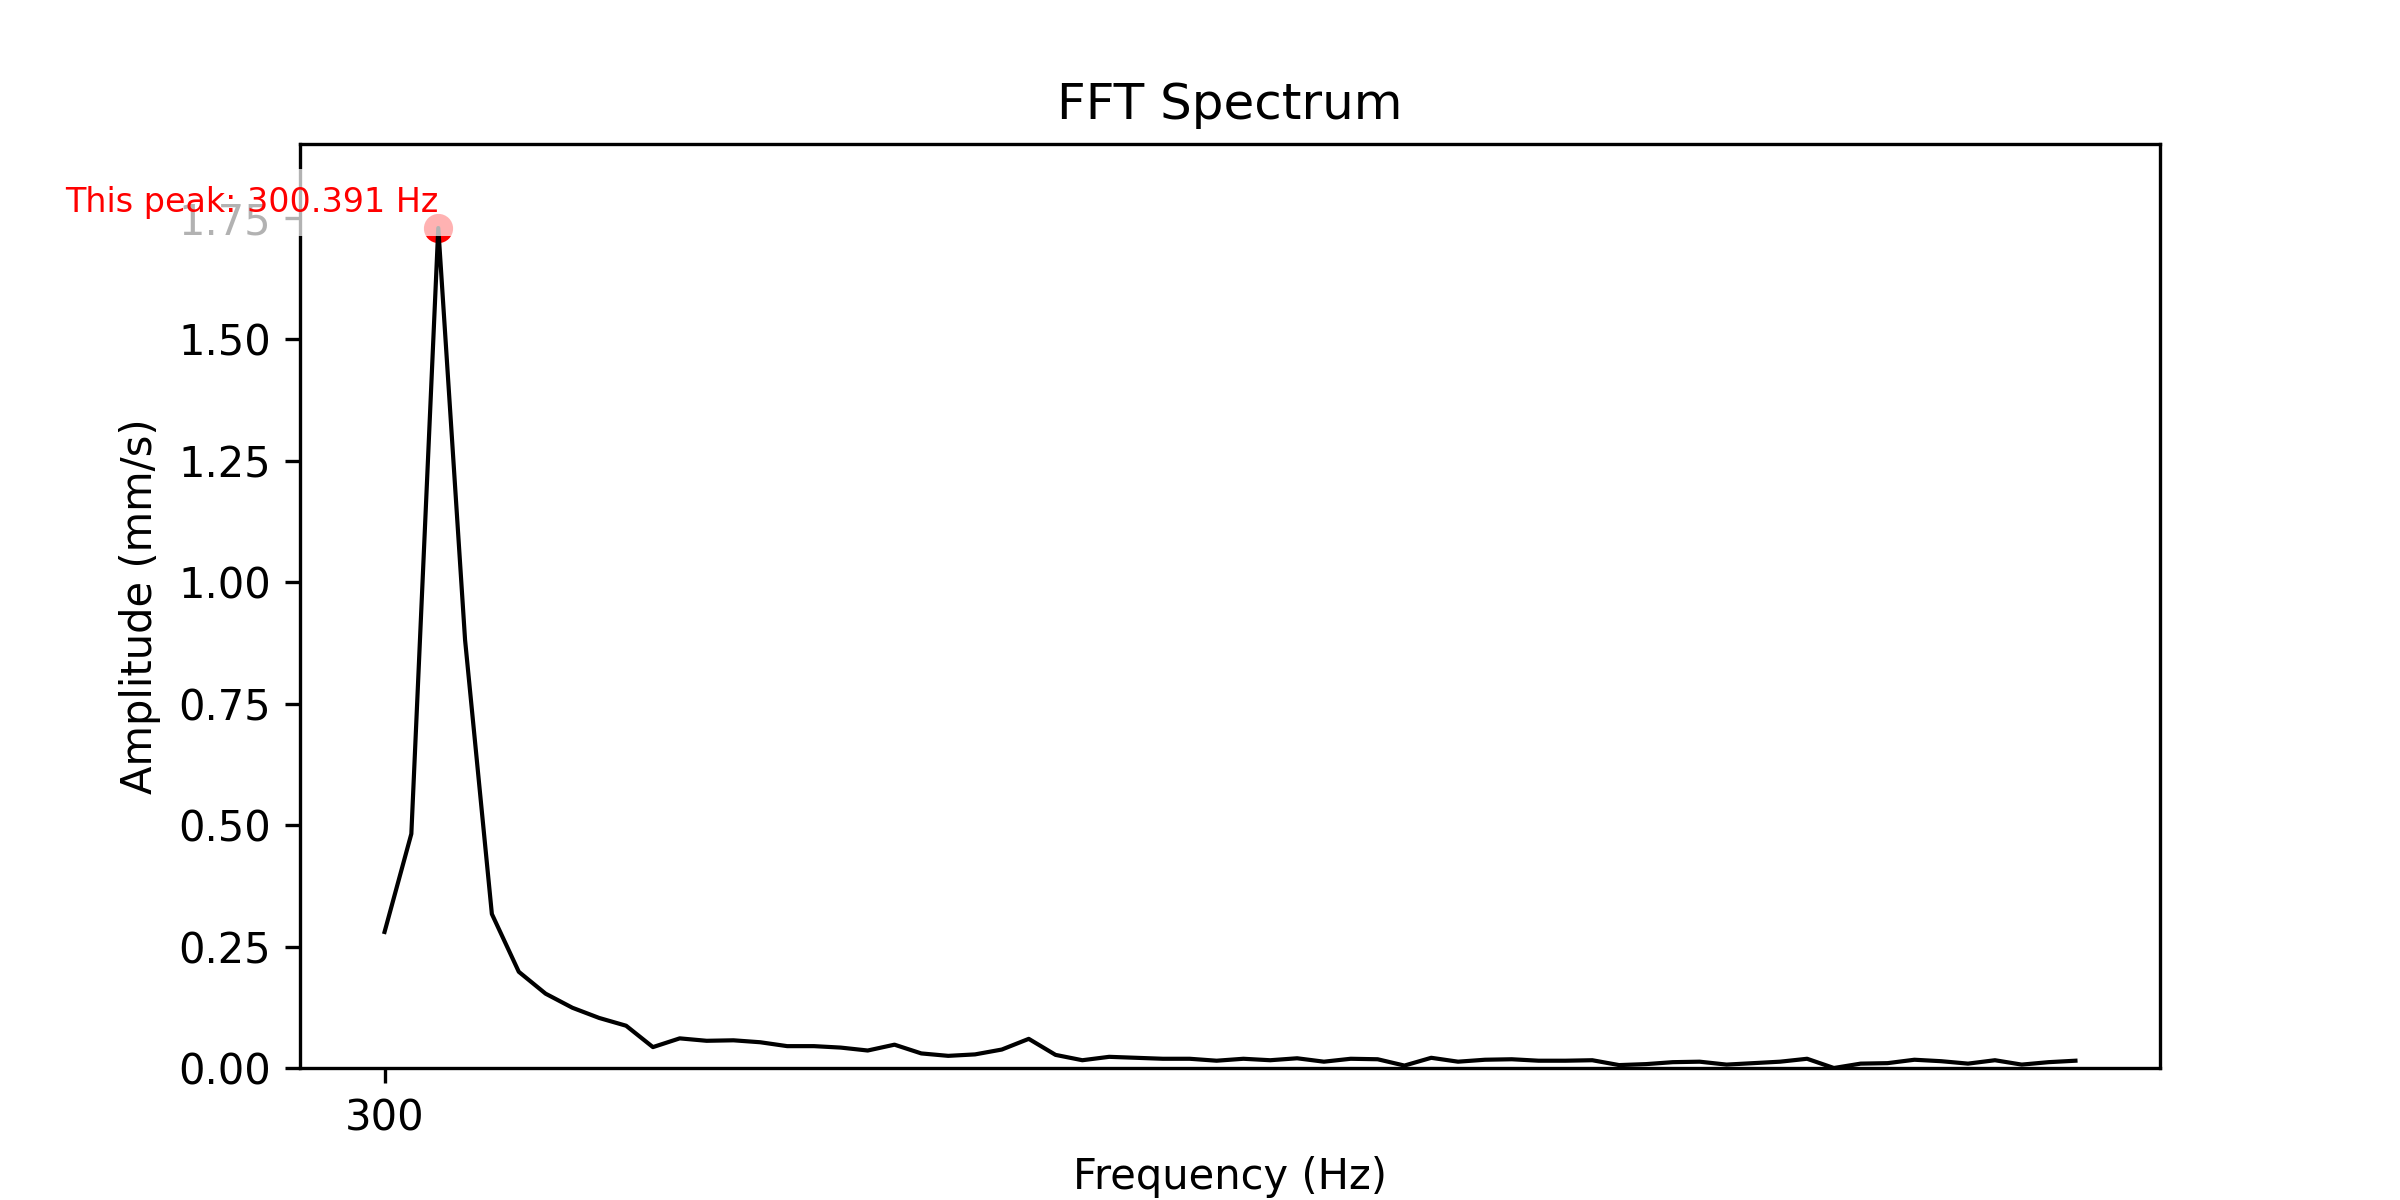 FFT Spectrum
This peak: 300.391 Hz
1.75
1.50
1.25
1.00
0.75
0.50
0.25
0.00
Amplitude (mm/s)
300
Frequency (Hz)